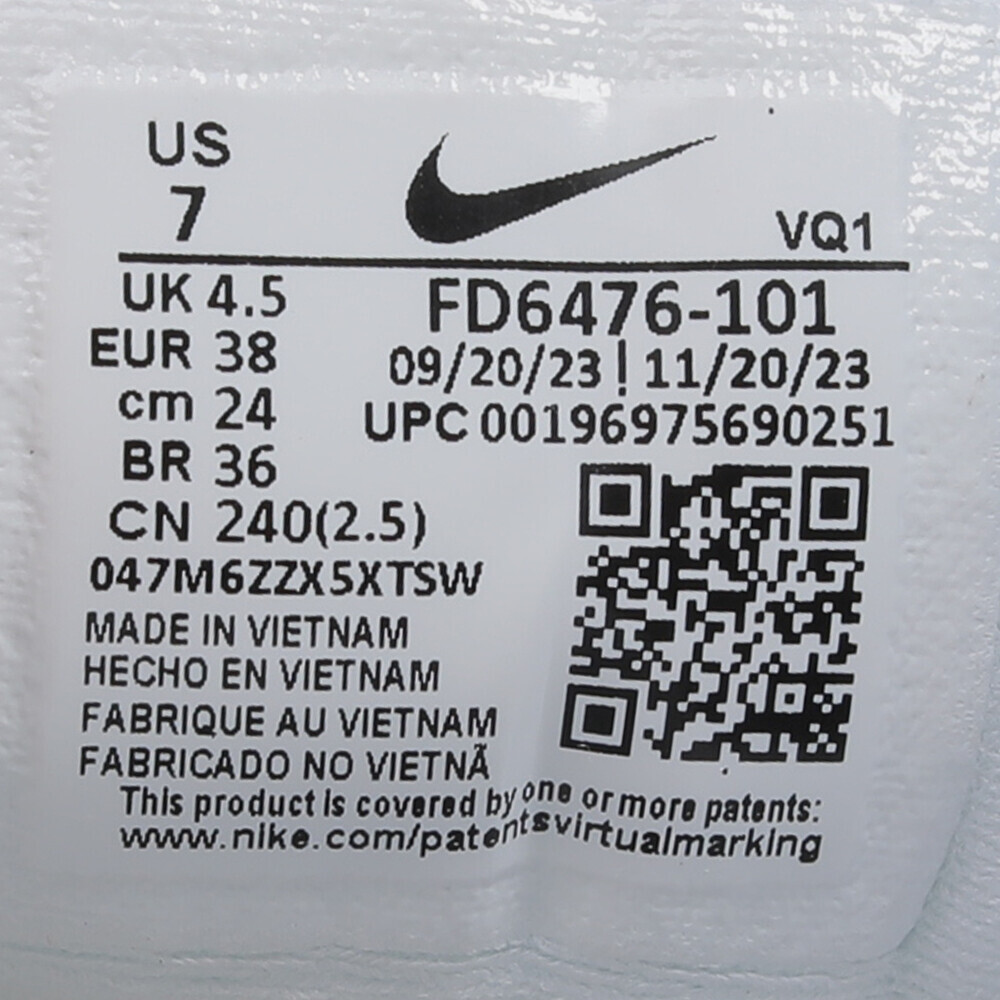 US
7
VQ1
UK 4.5
EUR 38
cm 24
BR 36
CN 240(2.5)
FD6476-101
09/20/23 | 11/20/23
UPC 00196975690251
047M6ZZX5XTSW
MADE IN VIETNAM
HECHO EN VIETNAM
FABRIQUE AU VIETNAM
FABRICADO NO VIETNÃ
This product is covered by one or more patents:
www.nike.com/patentsvirtualmarking